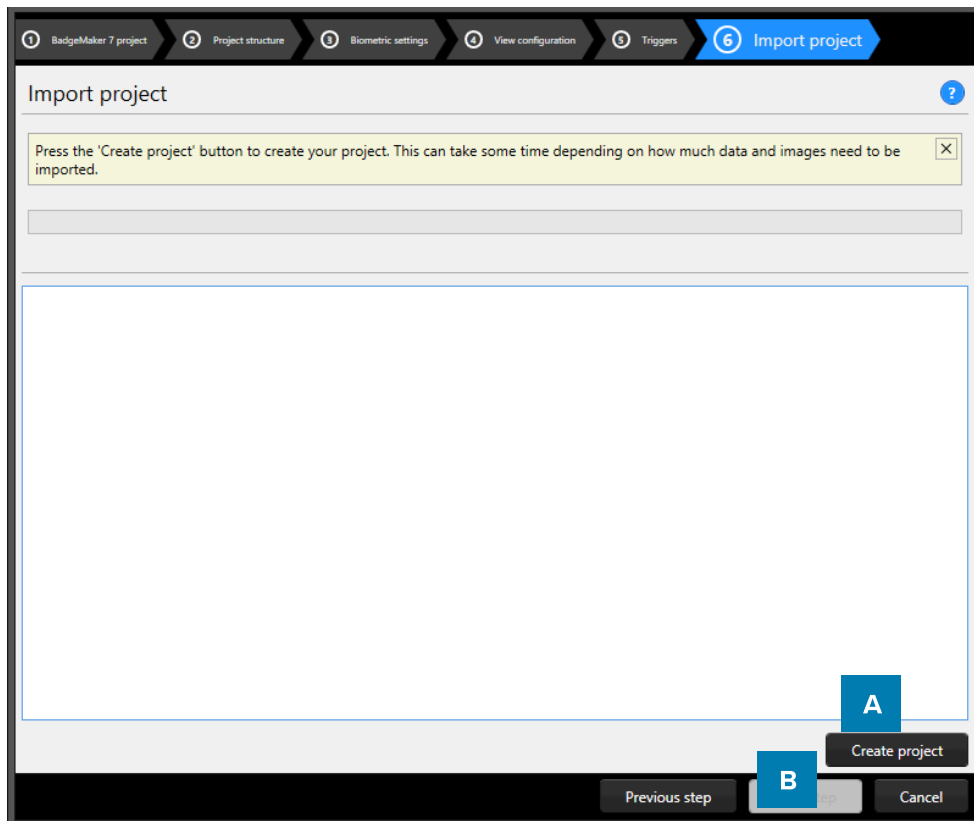 1 BadgeMaker 7 project 2 Project structure 3 Biometric settings 4 View configuration 5 Triggers 6 Import project
Import project ?
Press the 'Create project' button to create your project. This can take some time depending on how much data and images need to be
imported.
A
Create project
B
Previous step Cancel